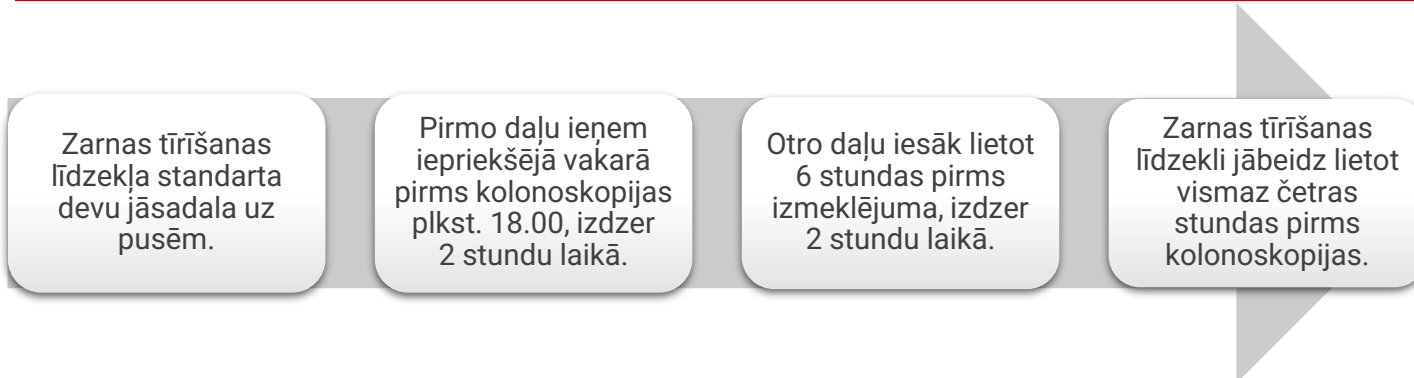 Zarnas tīrīšanas
līdzekļa standarta
devu jāsadala uz
pusēm.
Pirmo daļu ieņem
iepriekšējā vakarā
pirms kolonoskopijas
plkst. 18.00, izdzer
2 stundu laikā.
Otro daļu iesāk lietot
6 stundas pirms
izmeklējuma, izdzer
2 stundu laikā.
Zarnas tīrīšanas
līdzekli jābeidz lietot
vismaz četras
stundas pirms
kolonoskopijas.